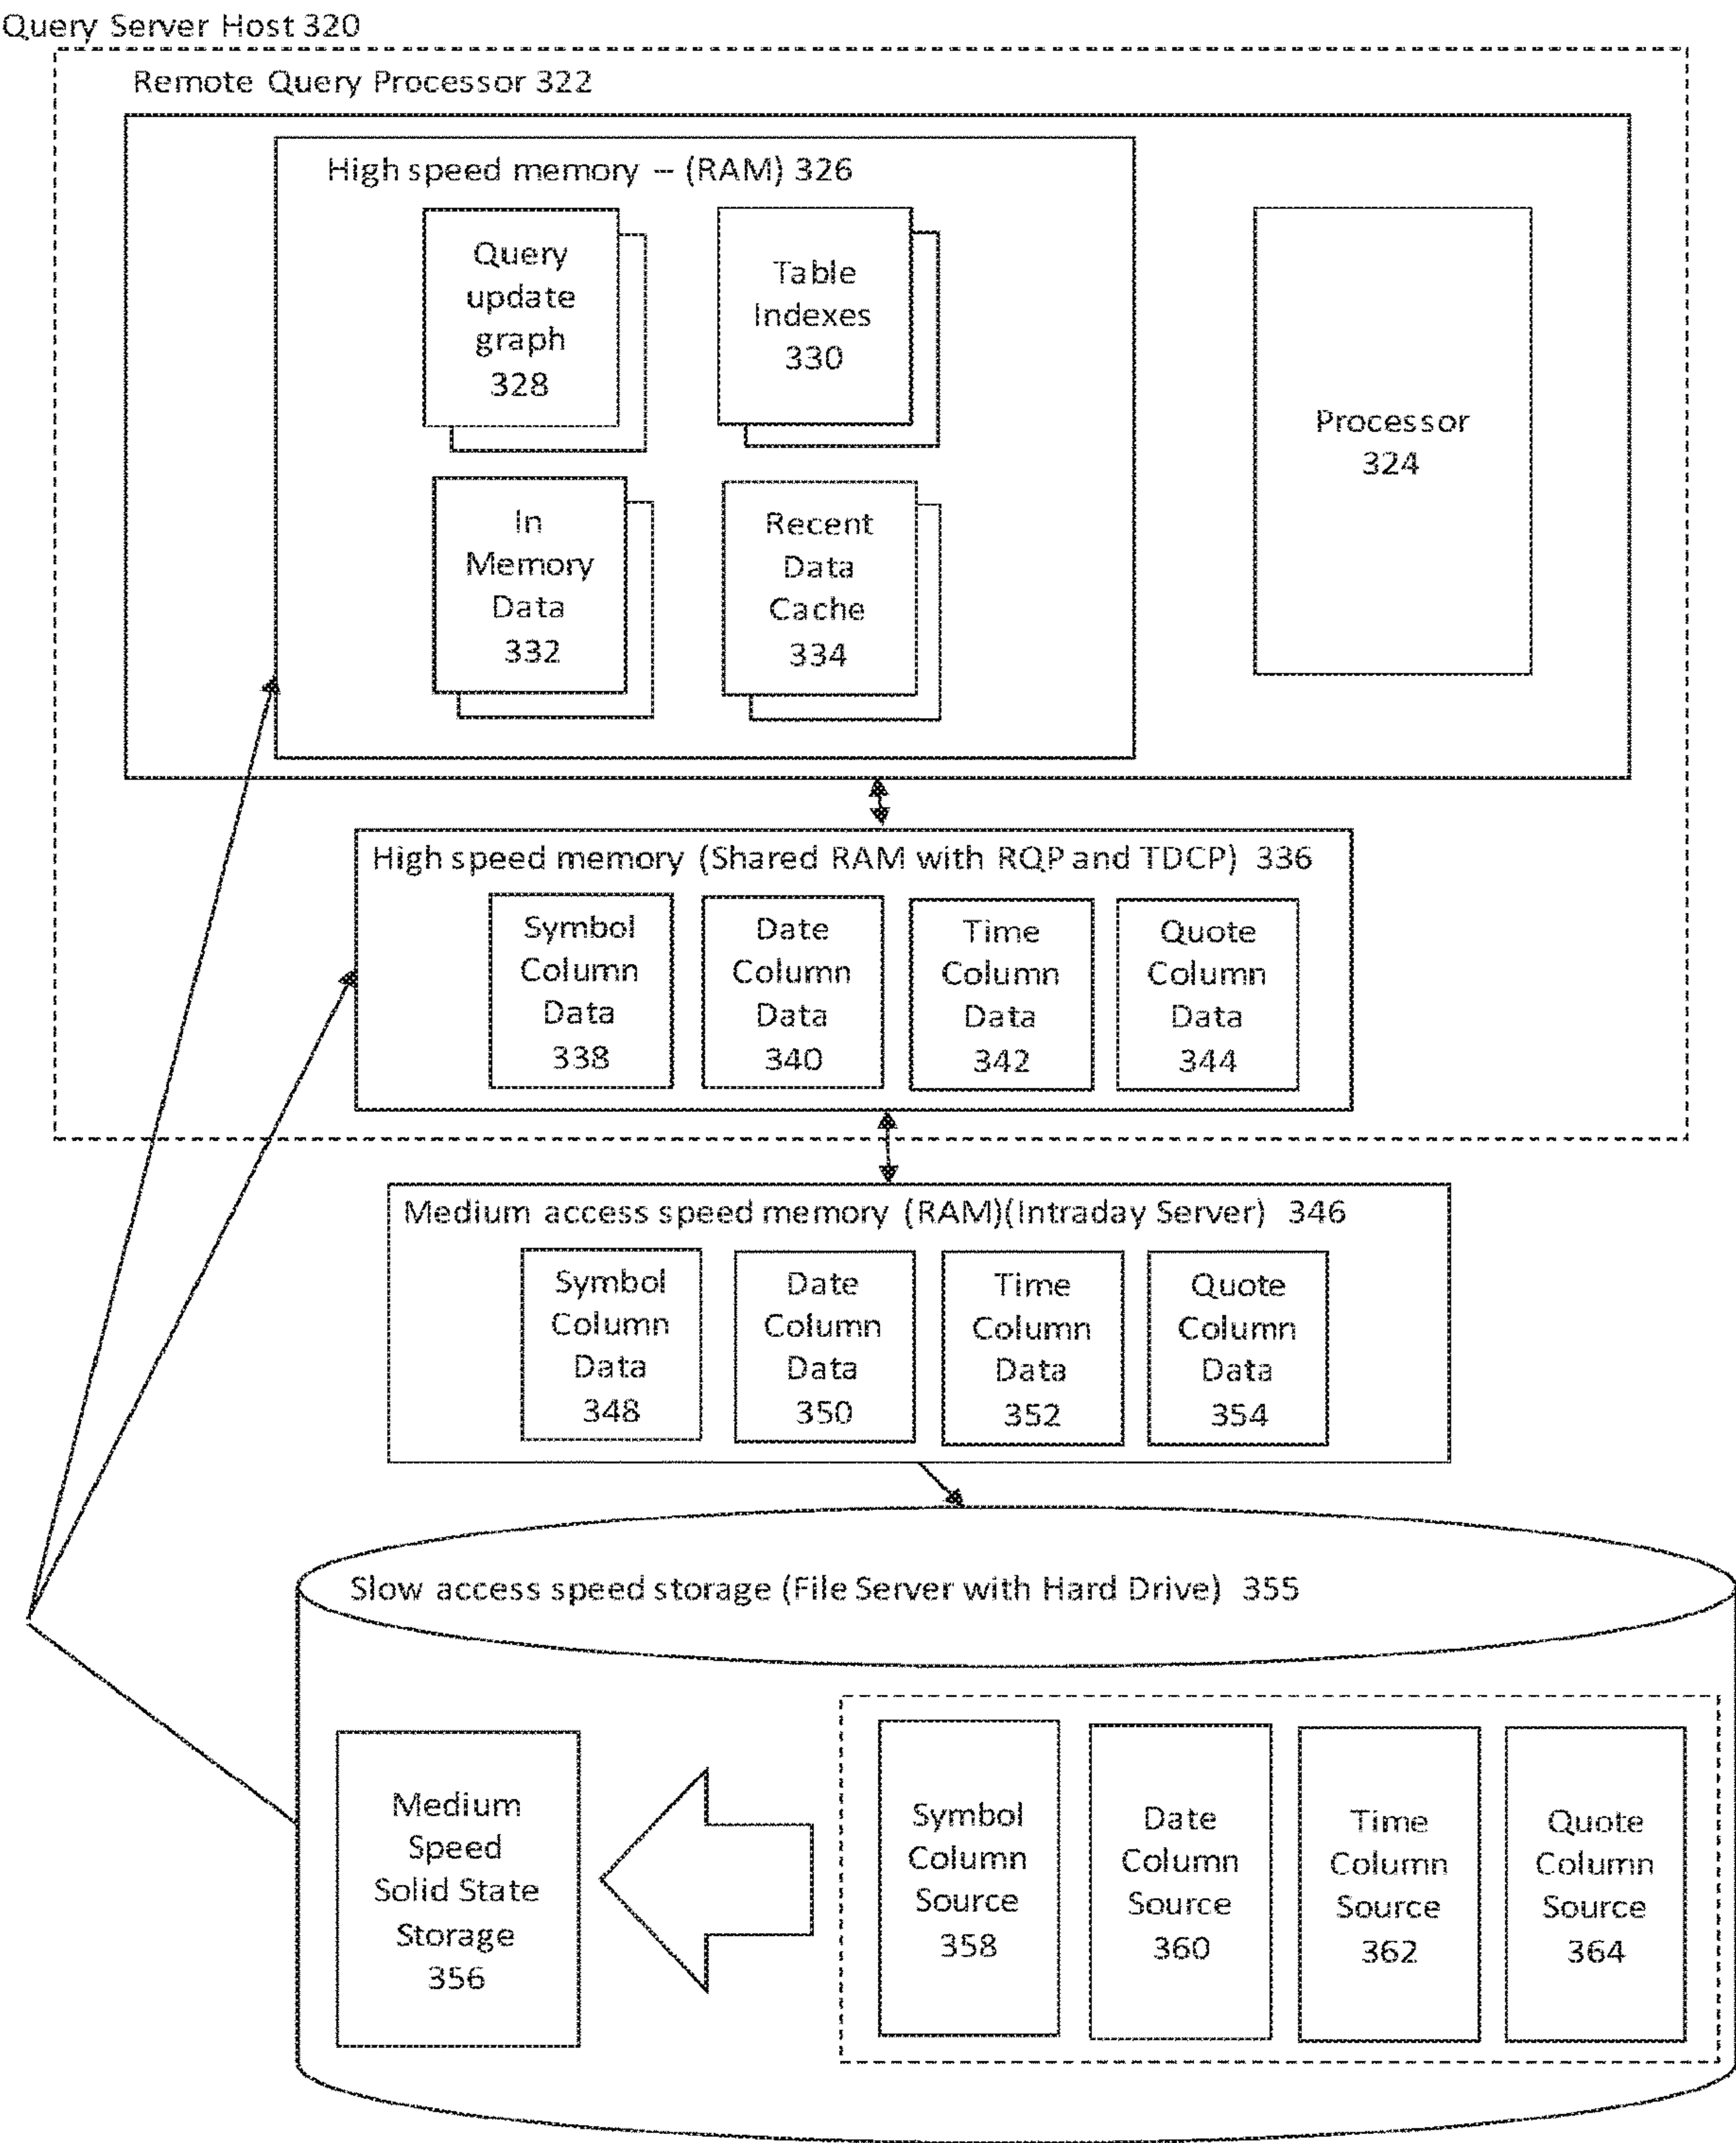 Query Server Host 320
Remote Query Processor 322
High speed memory -- (RAM) 326
Query
update
graph
328
Table
Indexes
330
Processor
324
In
Memory
Data
332
Recent
Data
Cache
334
High speed memory (Shared RAM with RQP and TDCP) 336
Symbol
Column
Data
338
Date
Column
Data
340
Time
Column
Data
342
Quote
Column
Data
344
Medium access speed memory (RAM)(Intraday Server) 346
Symbol
Column
Data
348
Date
Column
Data
350
Time
Column
Data
352
Quote
Column
Data
354
Slow access speed storage (File Server with Hard Drive) 355
Medium
Speed
Solid State
Storage
356
Symbol
Column
Source
358
Date
Column
Source
360
Time
Column
Source
362
Quote
Column
Source
364